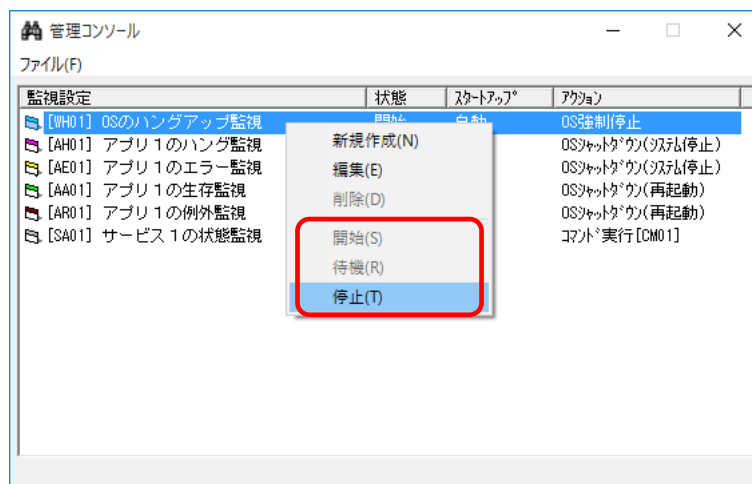 管理コンソール
ファイル(F)
監視設定 状態 スタートアップ アクション
[WH01] OSのハングアップ監視 開始 自動 OS強制停止
[AH01] アプリ1のハング監視 OSシャットダウン(システム停止)
[AE01] アプリ1のエラー監視 OSシャットダウン(システム停止)
[AA01] アプリ1の生存監視 OSシャットダウン(再起動)
[AR01] アプリ1の例外監視 OSシャットダウン(再起動)
[SA01] サービス1の状態監視 コマンド実行[CM01]
新規作成(N)
編集(E)
削除(D)
開始(S)
待機(R)
停止(T)